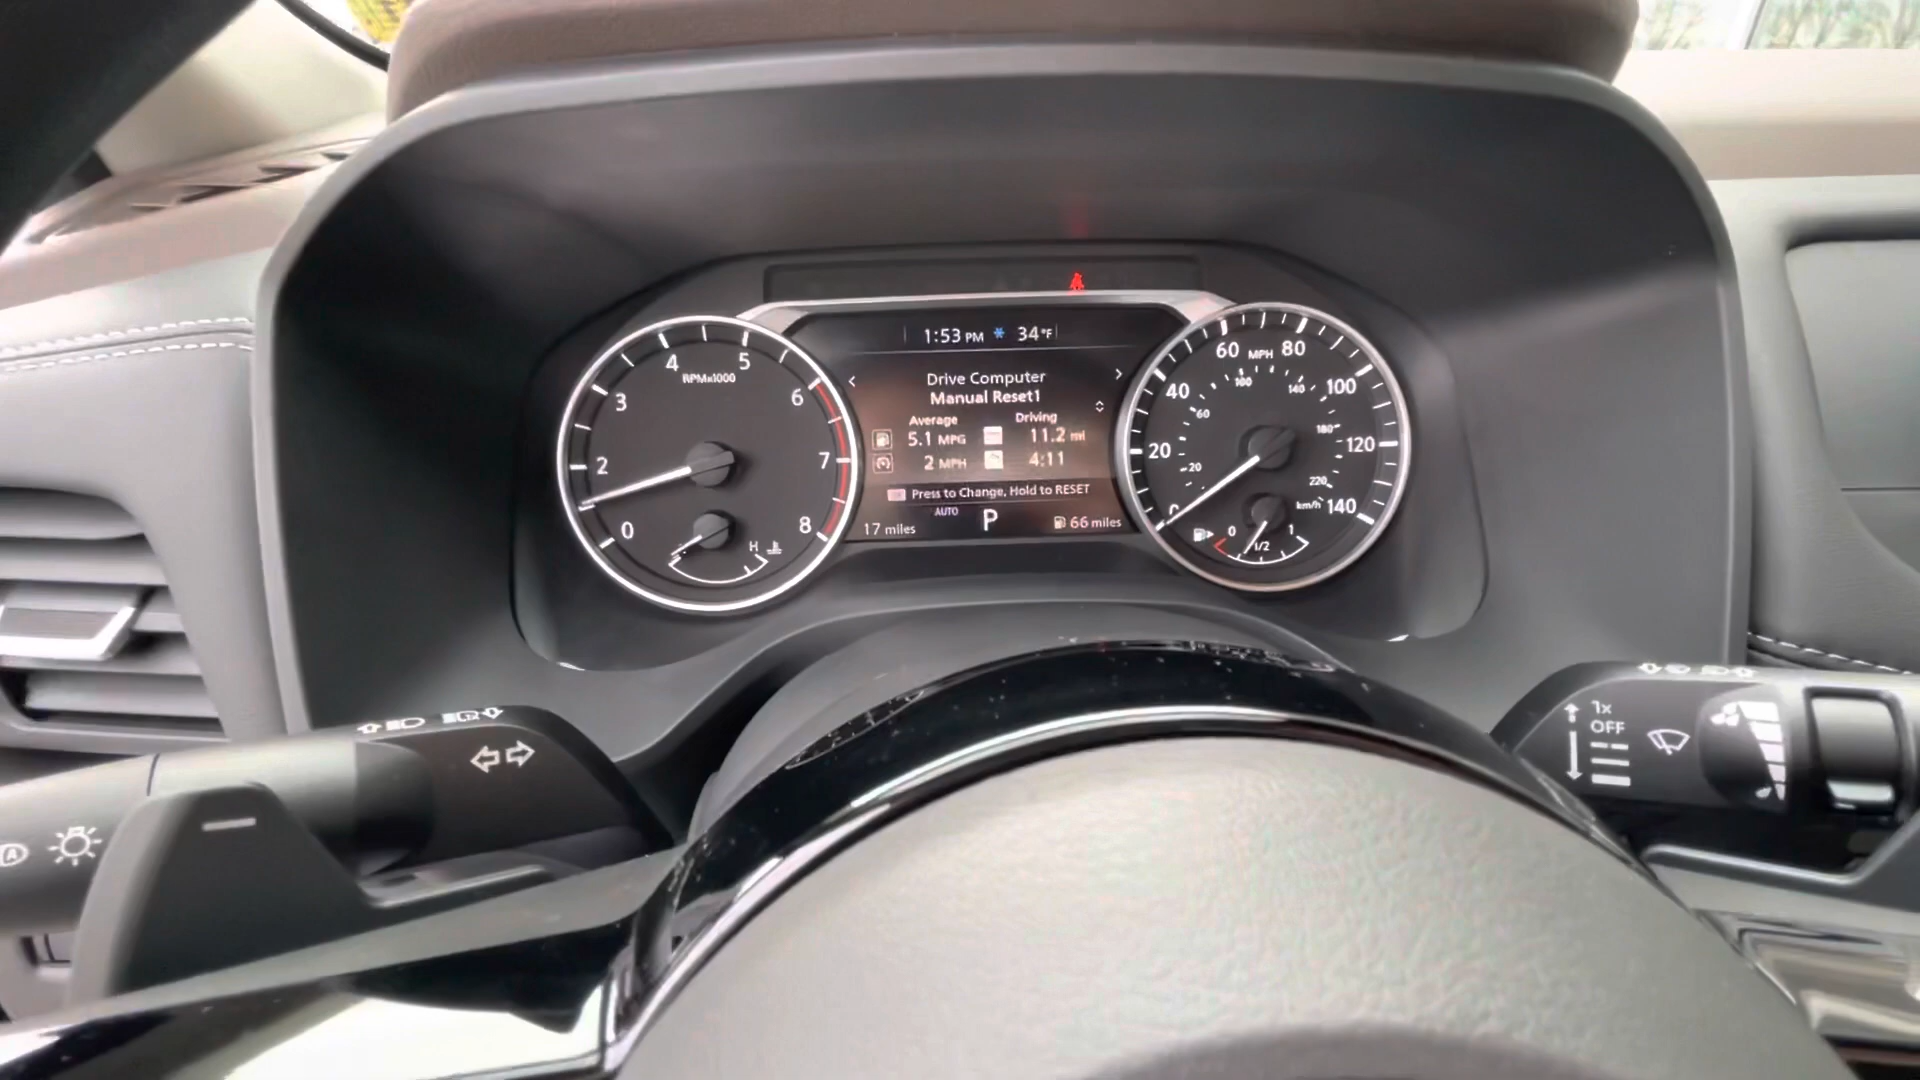 1:53 PM 34°F
Drive Computer
Manual Reset1
Average Driving
5.1 MPG 11.2 mi
2 MPH 4:11
Press to Change, Hold to RESET
AUTO
17 miles P 66 miles
4 5
RPMx1000
3 6
2 7
0 8
H
60 MPH 80
40 100 140 100
60 180
20 120
20 220
0 km/h 140
0 1/2 1
1x
OFF
A